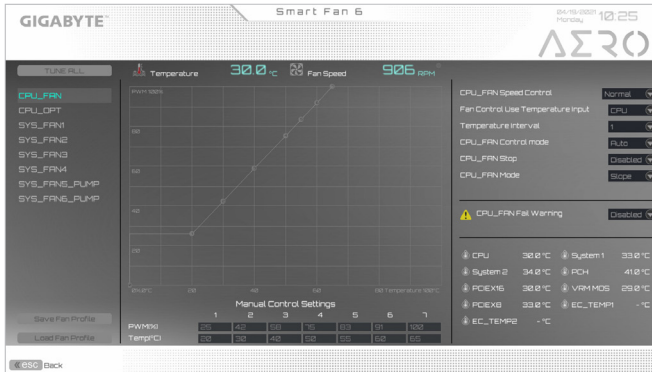 GIGABYTE™
Smart Fan 6
04/19/2021 Monday 10:25
AERO
TUNE ALL
CPU_FAN
CPU_OPT
SYS_FAN1
SYS_FAN2
SYS_FAN3
SYS_FAN4
SYS_FAN5_PUMP
SYS_FAN6_PUMP
Save Fan Profile
Load Fan Profile
Temperature 30.0 °C Fan Speed 906 RPM
PWM 100%
80
60
40
20
0%,0°C 20 40 60 80 Temperature 100°C
Manual Control Settings
1 2 3 4 5 6 7
PWM(%) 25 42 58 75 83 91 100
Temp(°C) 20 30 40 50 55 60 65
CPU_FAN Speed Control Normal
Fan Control Use Temperature Input CPU
Temperature Interval 1
CPU_FAN Control mode Auto
CPU_FAN Stop Disabled
CPU_FAN Mode Slope
CPU_FAN Fail Warning Disabled
CPU 30.0 °C System 1 33.0 °C
System 2 34.0 °C PCH 41.0 °C
PCIEX16 30.0 °C VRM MOS 29.0 °C
PCIEX8 33.0 °C EC_TEMP1 - °C
EC_TEMP2 - °C
esc Back